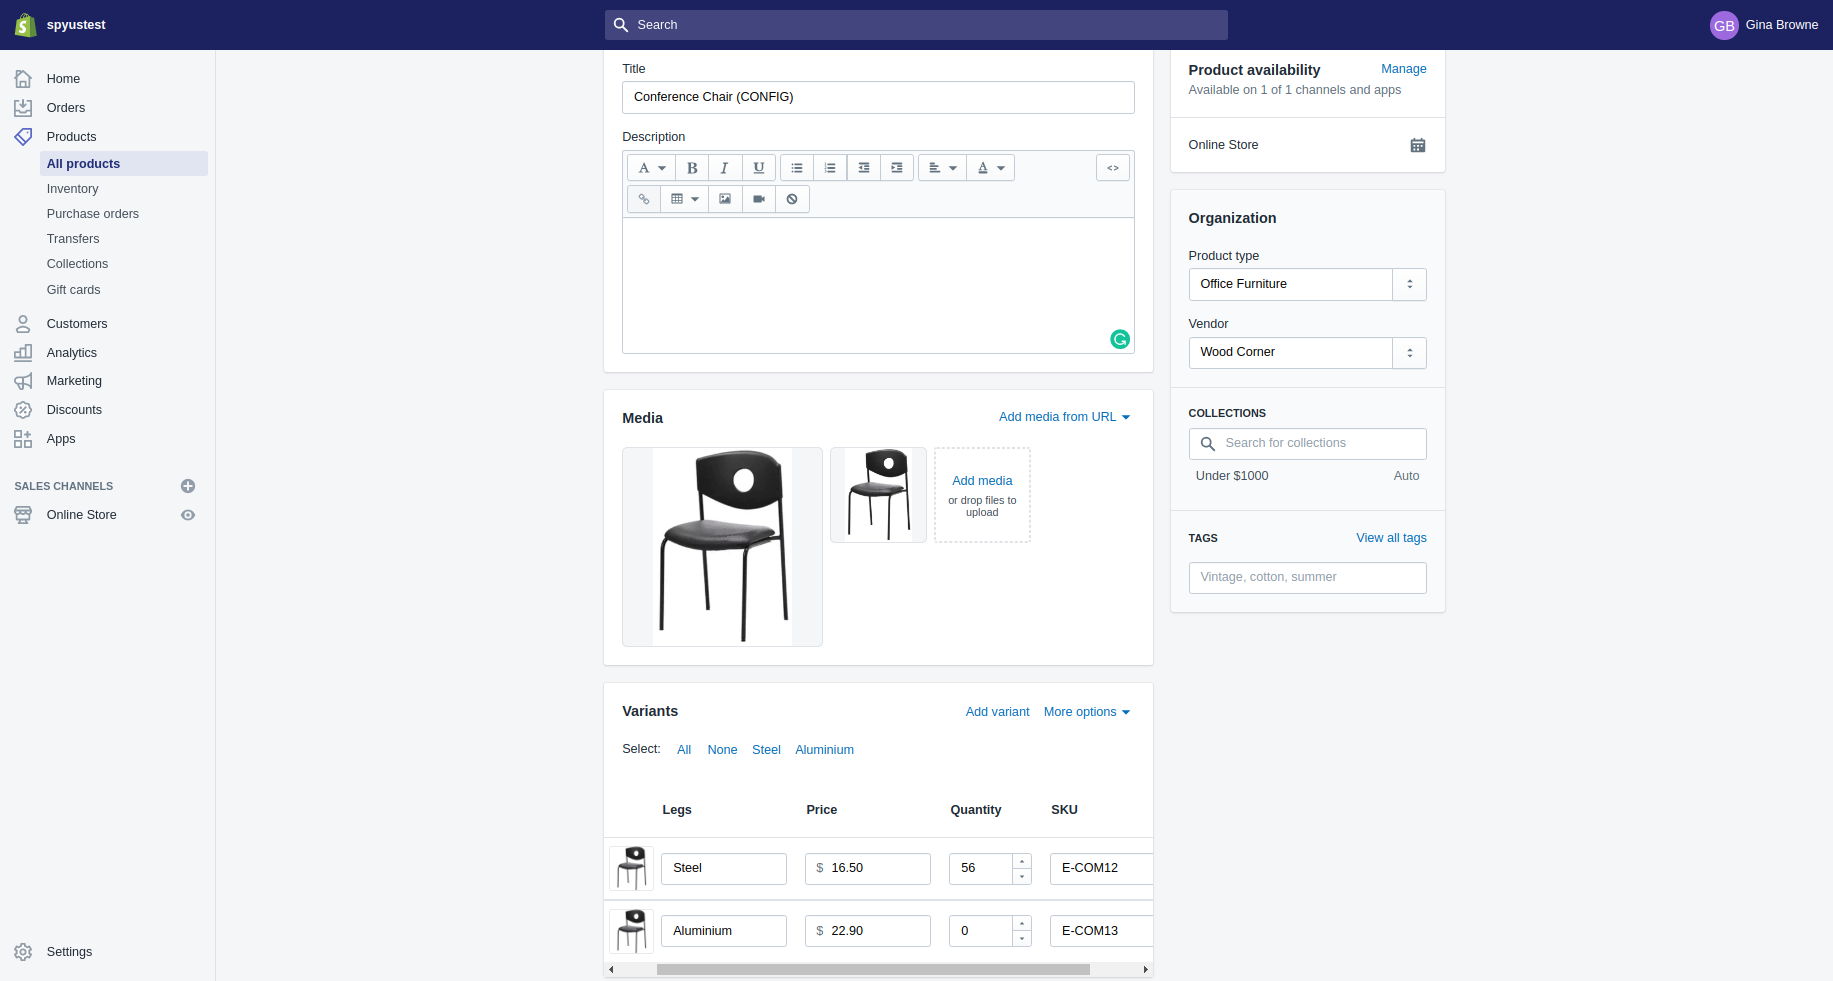 spyustest
Search
GB Gina Browne
Home
Orders
Products
All products
Inventory
Purchase orders
Transfers
Collections
Gift cards
Customers
Analytics
Marketing
Discounts
Apps
SALES CHANNELS
Online Store
Settings
Title
Conference Chair (CONFIG)
Description
A B I U A <>
Media Add media from URL
Add media
or drop files to
upload
Variants Add variant More options
Select: All None Steel Aluminium
Legs Price Quantity SKU
Steel $ 16.50 56 E-COM12
Aluminium $ 22.90 0 E-COM13
Product availability Manage
Available on 1 of 1 channels and apps
Online Store
Organization
Product type
Office Furniture
Vendor
Wood Corner
COLLECTIONS
Search for collections
Under $1000 Auto
TAGS View all tags
Vintage, cotton, summer